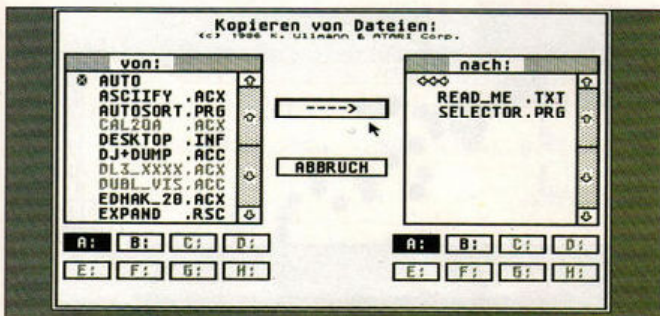 Kopieren von Dateien:
(c) 1986 K. Ullmann & ATARI Corp.
von:
AUTO
ASCIIFY .ACX
AUTOSORT.PRG
CAL20A .ACX
DESKTOP .INF
DJ+DUMP .ACC
DL3_XXXX.ACX
DUBL_VIS.ACC
EDHAK_20.ACX
EXPAND .RSC
---->
ABBRUCH
nach:
READ_ME .TXT
SELECTOR.PRG
A: B: C: D:
E: F: G: H:
A: B: C: D:
E: F: G: H: